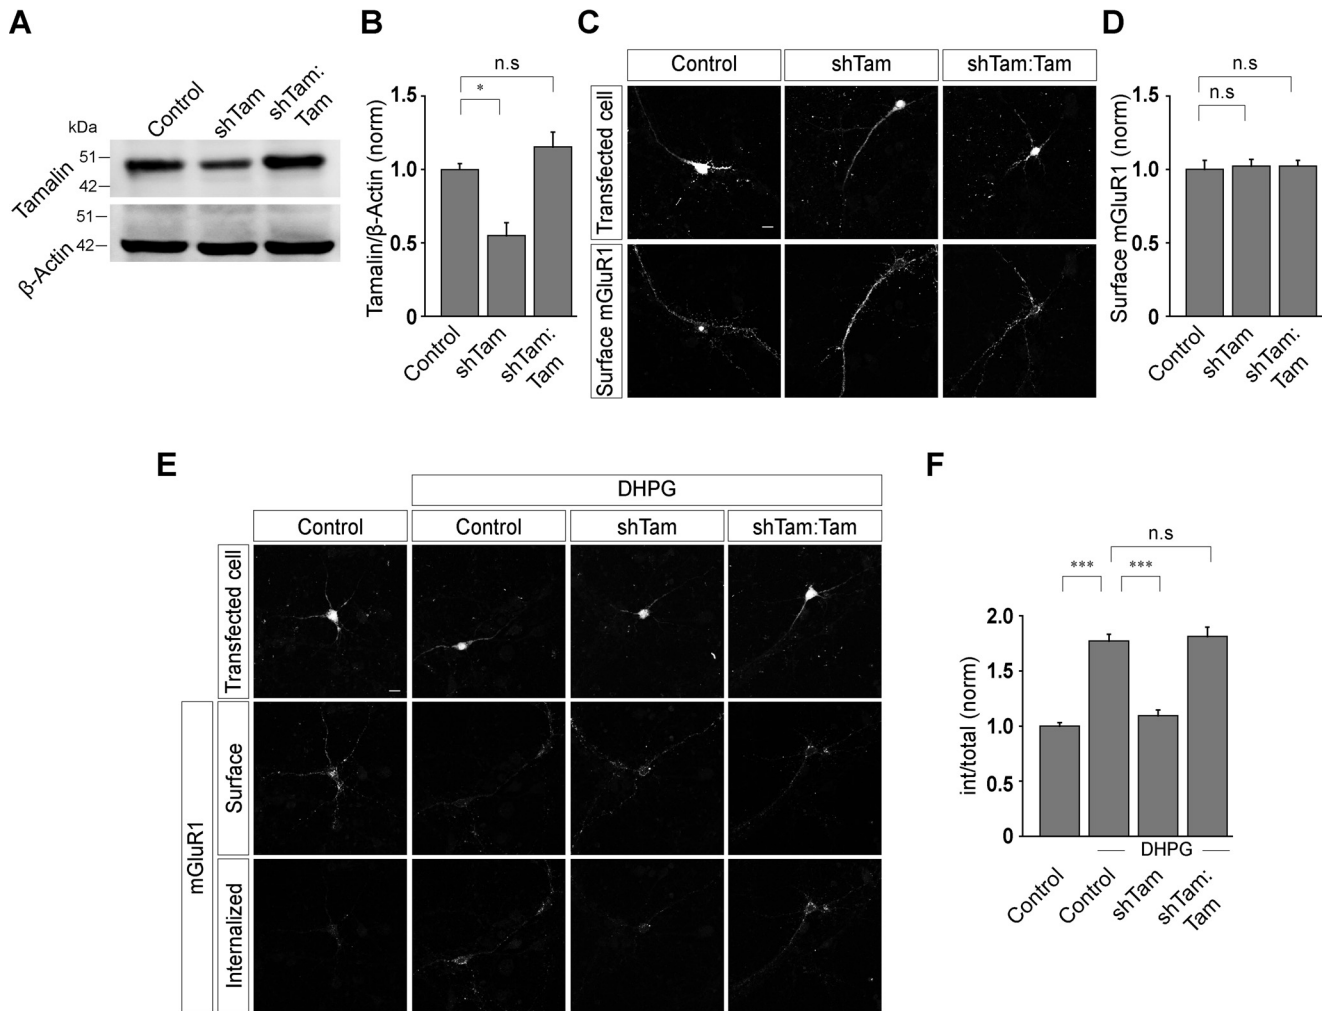 A
Control
shTam
shTam:
Tam
kDa
51
42
Tamalin
51
42
β-Actin
B
n.s
*
1.5
1.0
0.5
0
Tamalin/β-Actin (norm)
Control
shTam
shTam:
Tam
C
Control
shTam
shTam:Tam
Transfected cell
Surface mGluR1
D
n.s
n.s
1.5
1.0
0.5
0
Surface mGluR1 (norm)
Control
shTam
shTam:
Tam
E
DHPG
Control
Control
shTam
shTam:Tam
Transfected cell
mGluR1
Surface
Internalized
F
n.s
***
***
2.0
1.5
1.0
0.5
0
int/total (norm)
DHPG
Control
Control
shTam
shTam:
Tam